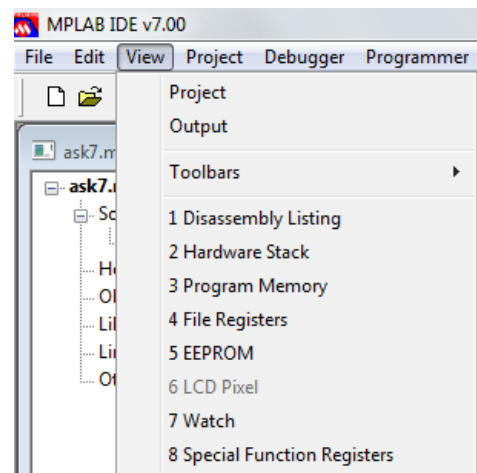 MPLAB IDE v7.00
File Edit View Project Debugger Programmer
Project
Output
ask7.m
Toolbars
ask7.
1 Disassembly Listing
2 Hardware Stack
3 Program Memory
4 File Registers
5 EEPROM
6 LCD Pixel
7 Watch
8 Special Function Registers